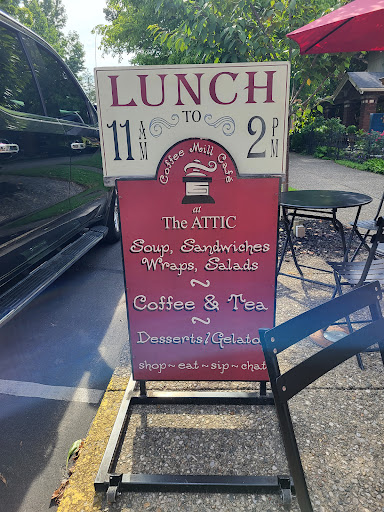 LUNCH
TO
11 AM 2 PM
Coffee Mill Café
at
The ATTIC
Soup, Sandwiches
Wraps, Salads
~
Coffee & Tea
~
Desserts/Gelato
shop~eat~sip~chat